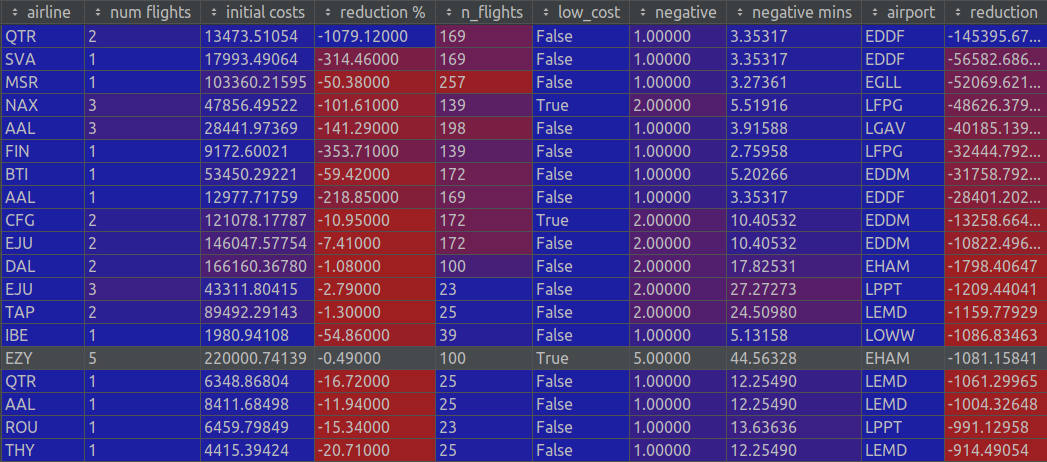 airline num flights initial costs reduction % n_flights low_cost negative negative mins airport reduction
QTR 2 13473.51054 -1079.12000 169 False 1.00000 3.35317 EDDF -145395.67...
SVA 1 17993.49064 -314.46000 169 False 1.00000 3.35317 EDDF -56582.686...
MSR 1 103360.21595 -50.38000 257 False 1.00000 3.27361 EGLL -52069.621...
NAX 3 47856.49522 -101.61000 139 True 2.00000 5.51916 LFPG -48626.379...
AAL 3 28441.97369 -141.29000 198 False 1.00000 3.91588 LGAV -40185.139...
FIN 1 9172.60021 -353.71000 139 False 1.00000 2.75958 LFPG -32444.792...
BTI 1 53450.29221 -59.42000 172 False 1.00000 5.20266 EDDM -31758.792...
AAL 1 12977.71759 -218.85000 169 False 1.00000 3.35317 EDDF -28401.202...
CFG 2 121078.17787 -10.95000 172 True 2.00000 10.40532 EDDM -13258.664...
EJU 2 146047.57754 -7.41000 172 False 2.00000 10.40532 EDDM -10822.496...
DAL 2 166160.36780 -1.08000 100 False 2.00000 17.82531 EHAM -1798.40647
EJU 3 43311.80415 -2.79000 23 False 2.00000 27.27273 LPPT -1209.44041
TAP 2 89492.29143 -1.30000 25 False 2.00000 24.50980 LEMD -1159.77929
IBE 1 1980.94108 -54.86000 39 False 1.00000 5.13158 LOWW -1086.83463
EZY 5 220000.74139 -0.49000 100 True 5.00000 44.56328 EHAM -1081.15841
QTR 1 6348.86804 -16.72000 25 False 1.00000 12.25490 LEMD -1061.29965
AAL 1 8411.68498 -11.94000 25 False 1.00000 12.25490 LEMD -1004.32648
ROU 1 6459.79849 -15.34000 23 False 1.00000 13.63636 LPPT -991.12958
THY 1 4415.39424 -20.71000 25 False 1.00000 12.25490 LEMD -914.49054